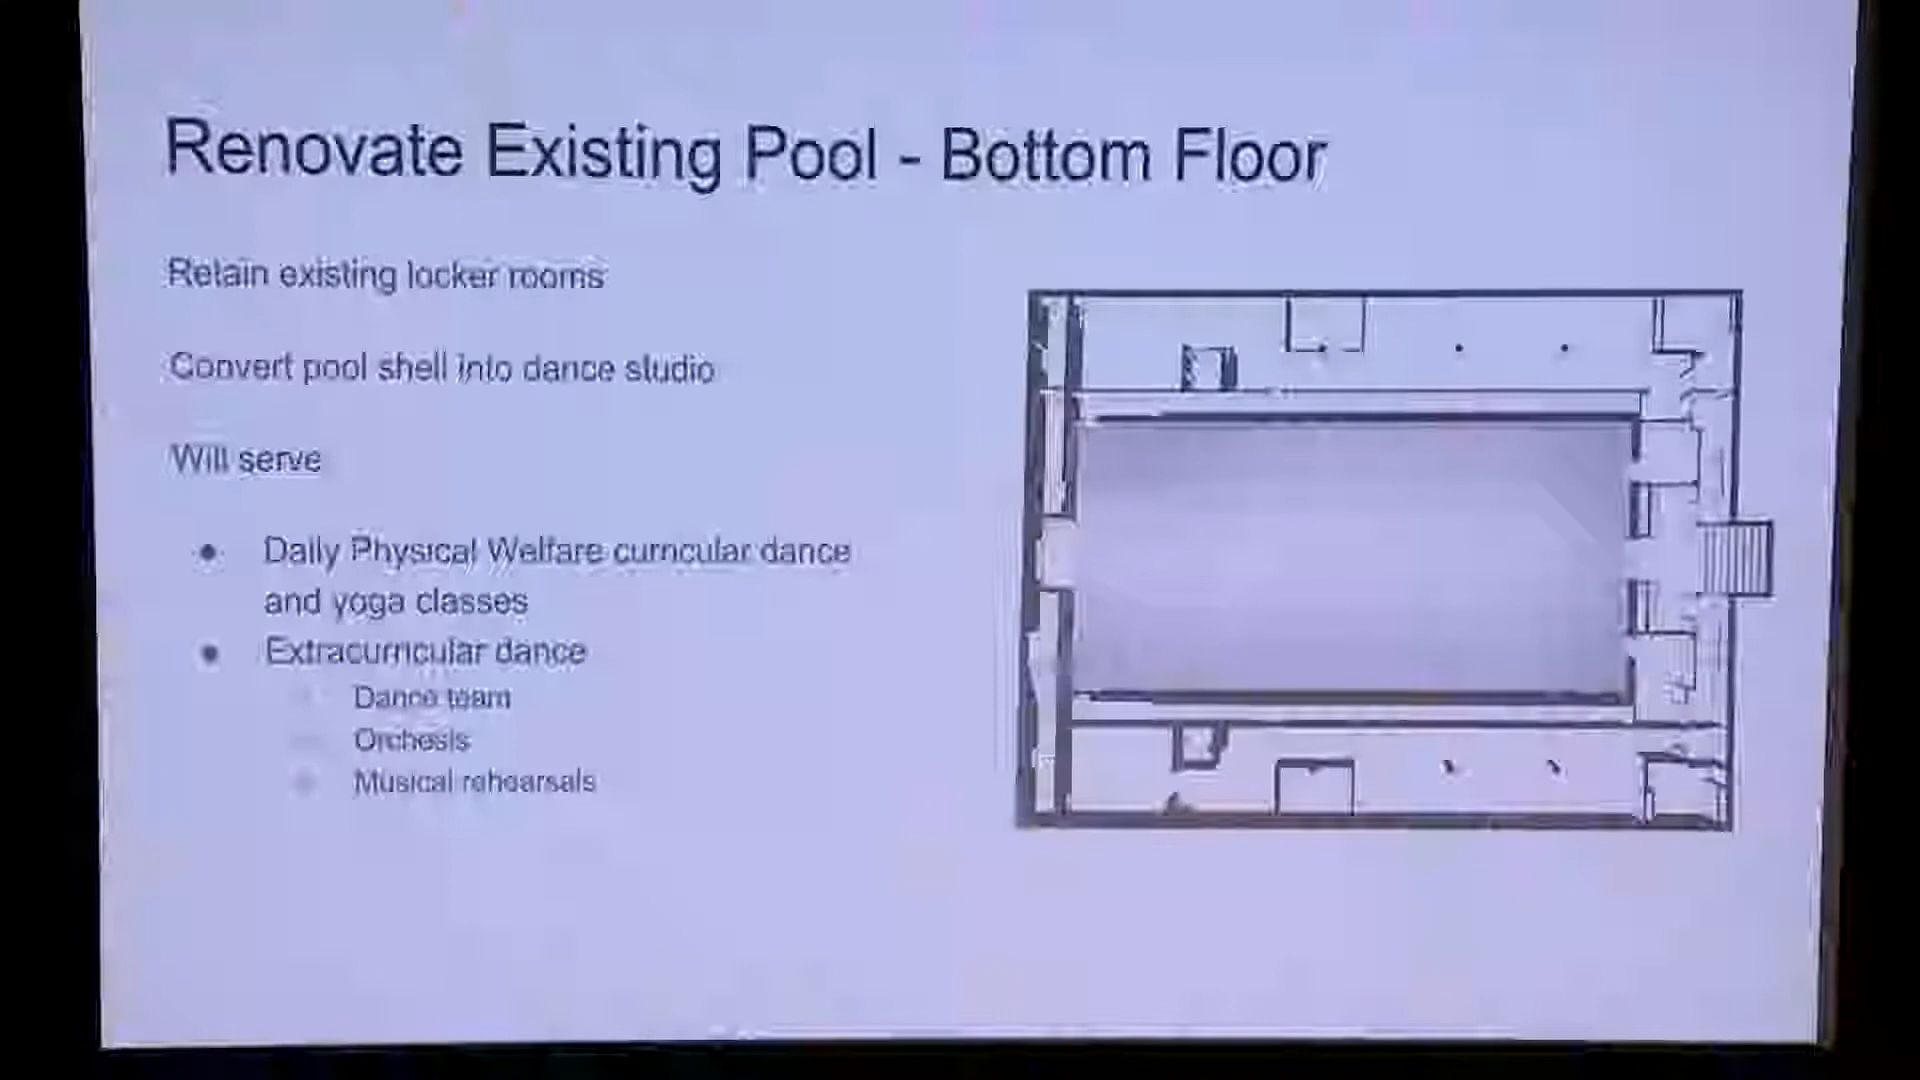 Renovate Existing Pool - Bottom Floor
Retain existing locker rooms
Convert pool shell into dance studio
Will serve
● Daily Physical Welfare curricular dance
and yoga classes
● Extracurricular dance
Dance team
Orchesis
Musical rehearsals